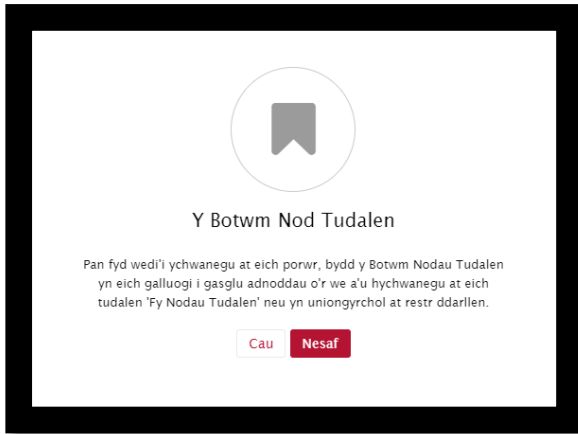 Y Botwm Nod Tudalen
Pan fyd wedi'i ychwanegu at eich porwr, bydd y Botwm Nodau Tudalen
yn eich galluogi i gasglu adnoddau o'r we a'u hychwanegu at eich
tudalen 'Fy Nodau Tudalen' neu yn uniongyrchol at restr ddarllen.
Cau Nesaf